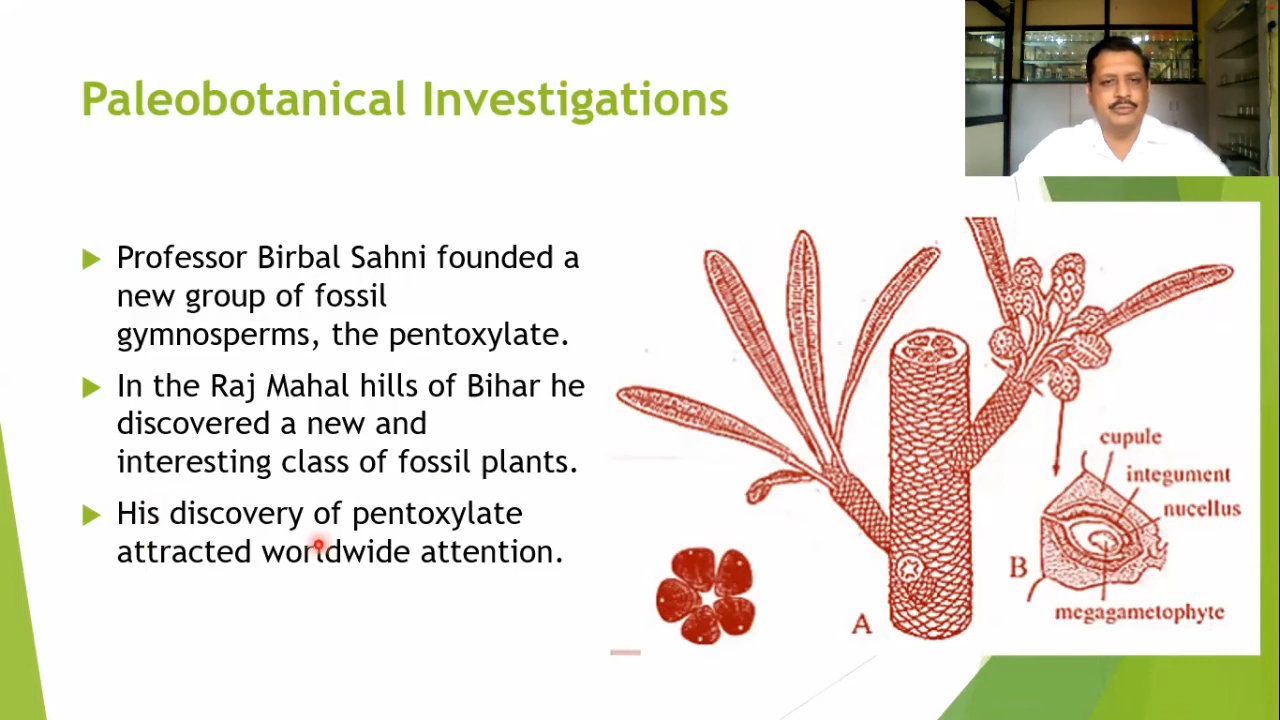 Paleobotanical Investigations
Professor Birbal Sahni founded a
new group of fossil
gymnosperms, the pentoxylate.
In the Raj Mahal hills of Bihar he
discovered a new and
interesting class of fossil plants.
His discovery of pentoxylate
attracted worldwide attention.
cupule
integument
nucellus
B
megagametophyte
A